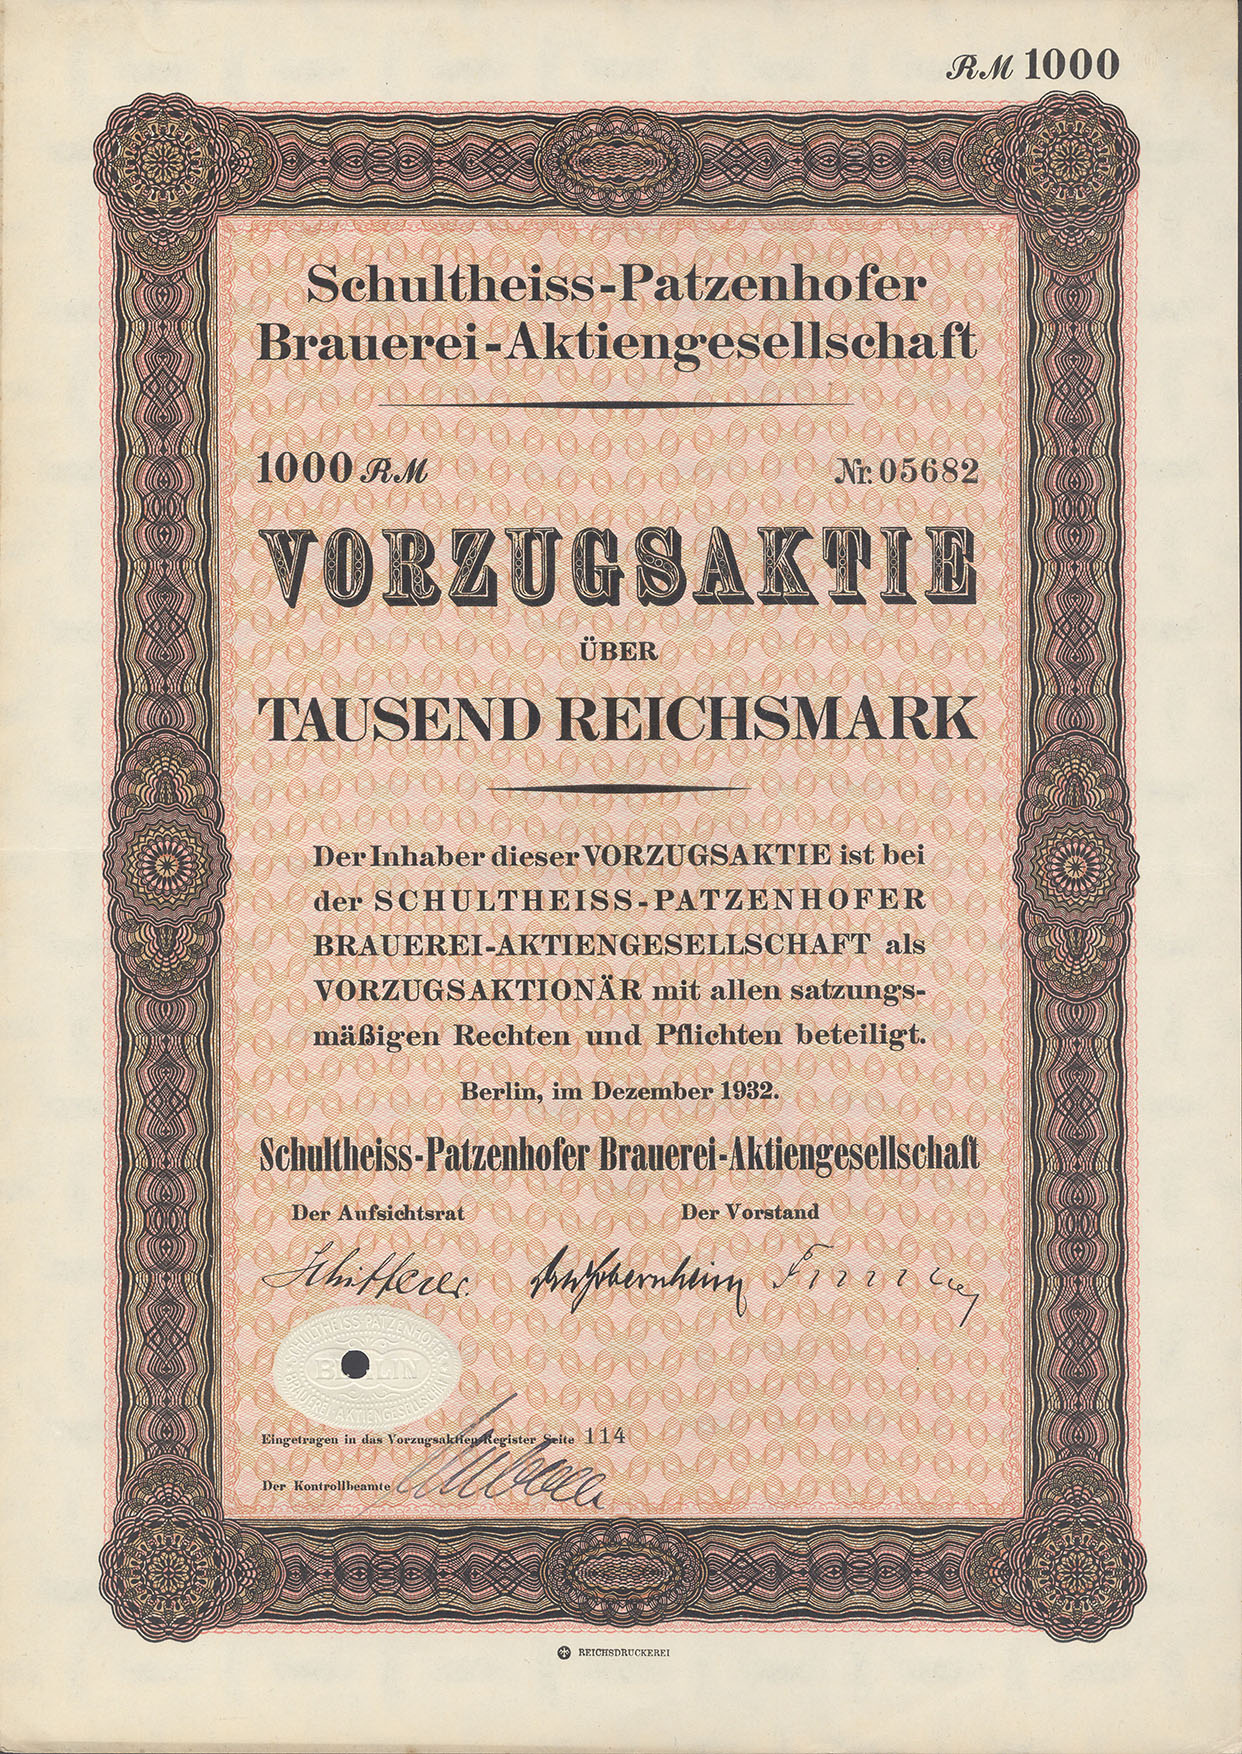 RM 1000
Schultheiss-Patzenhofer
Brauerei-Aktiengesellschaft
1000 RM Nr. 05682
VORZUGSAKTIE
ÜBER
TAUSEND REICHSMARK
Der Inhaber dieser VORZUGSAKTIE ist bei
der SCHULTHEISS-PATZENHOFER
BRAUEREI-AKTIENGESELLSCHAFT als
VORZUGSAKTIONÄR mit allen satzungs-
mäßigen Rechten und Pflichten beteiligt.
Berlin, im Dezember 1932.
Schultheiss-Patzenhofer Brauerei-Aktiengesellschaft
Der Aufsichtsrat Der Vorstand
SCHULTHEISS PATZENHOFER
BRAUEREI AKTIENGESELLSCHAFT
Eingetragen in das Vorzugsaktien-Register Seite 114
Der Kontrollbeamte
REICHSDRUCKEREI